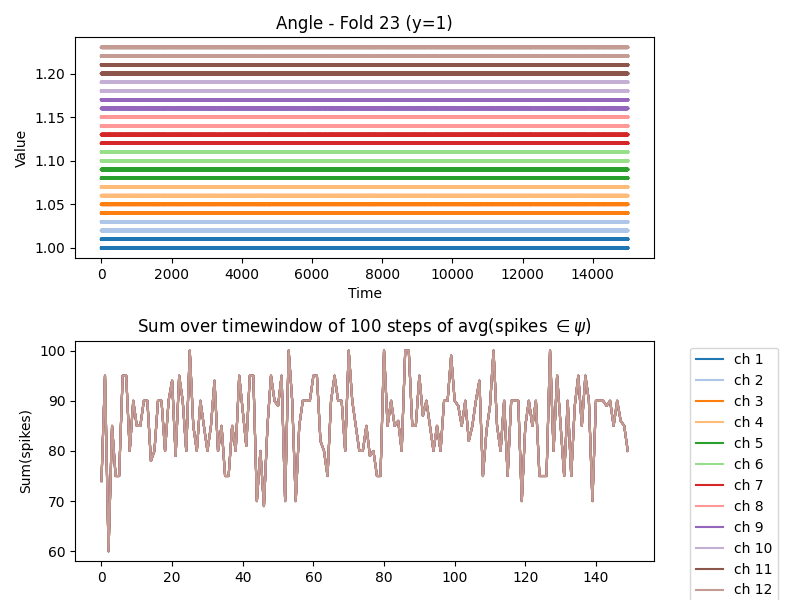 Angle - Fold 23 (y=1)
Value
1.20
1.15
1.10
1.05
1.00
0 2000 4000 6000 8000 10000 12000 14000
Time
Sum over timewindow of 100 steps of avg(spikes ∈ ψ)
Sum(spikes)
100
90
80
70
60
0 20 40 60 80 100 120 140
ch 1
ch 2
ch 3
ch 4
ch 5
ch 6
ch 7
ch 8
ch 9
ch 10
ch 11
ch 12